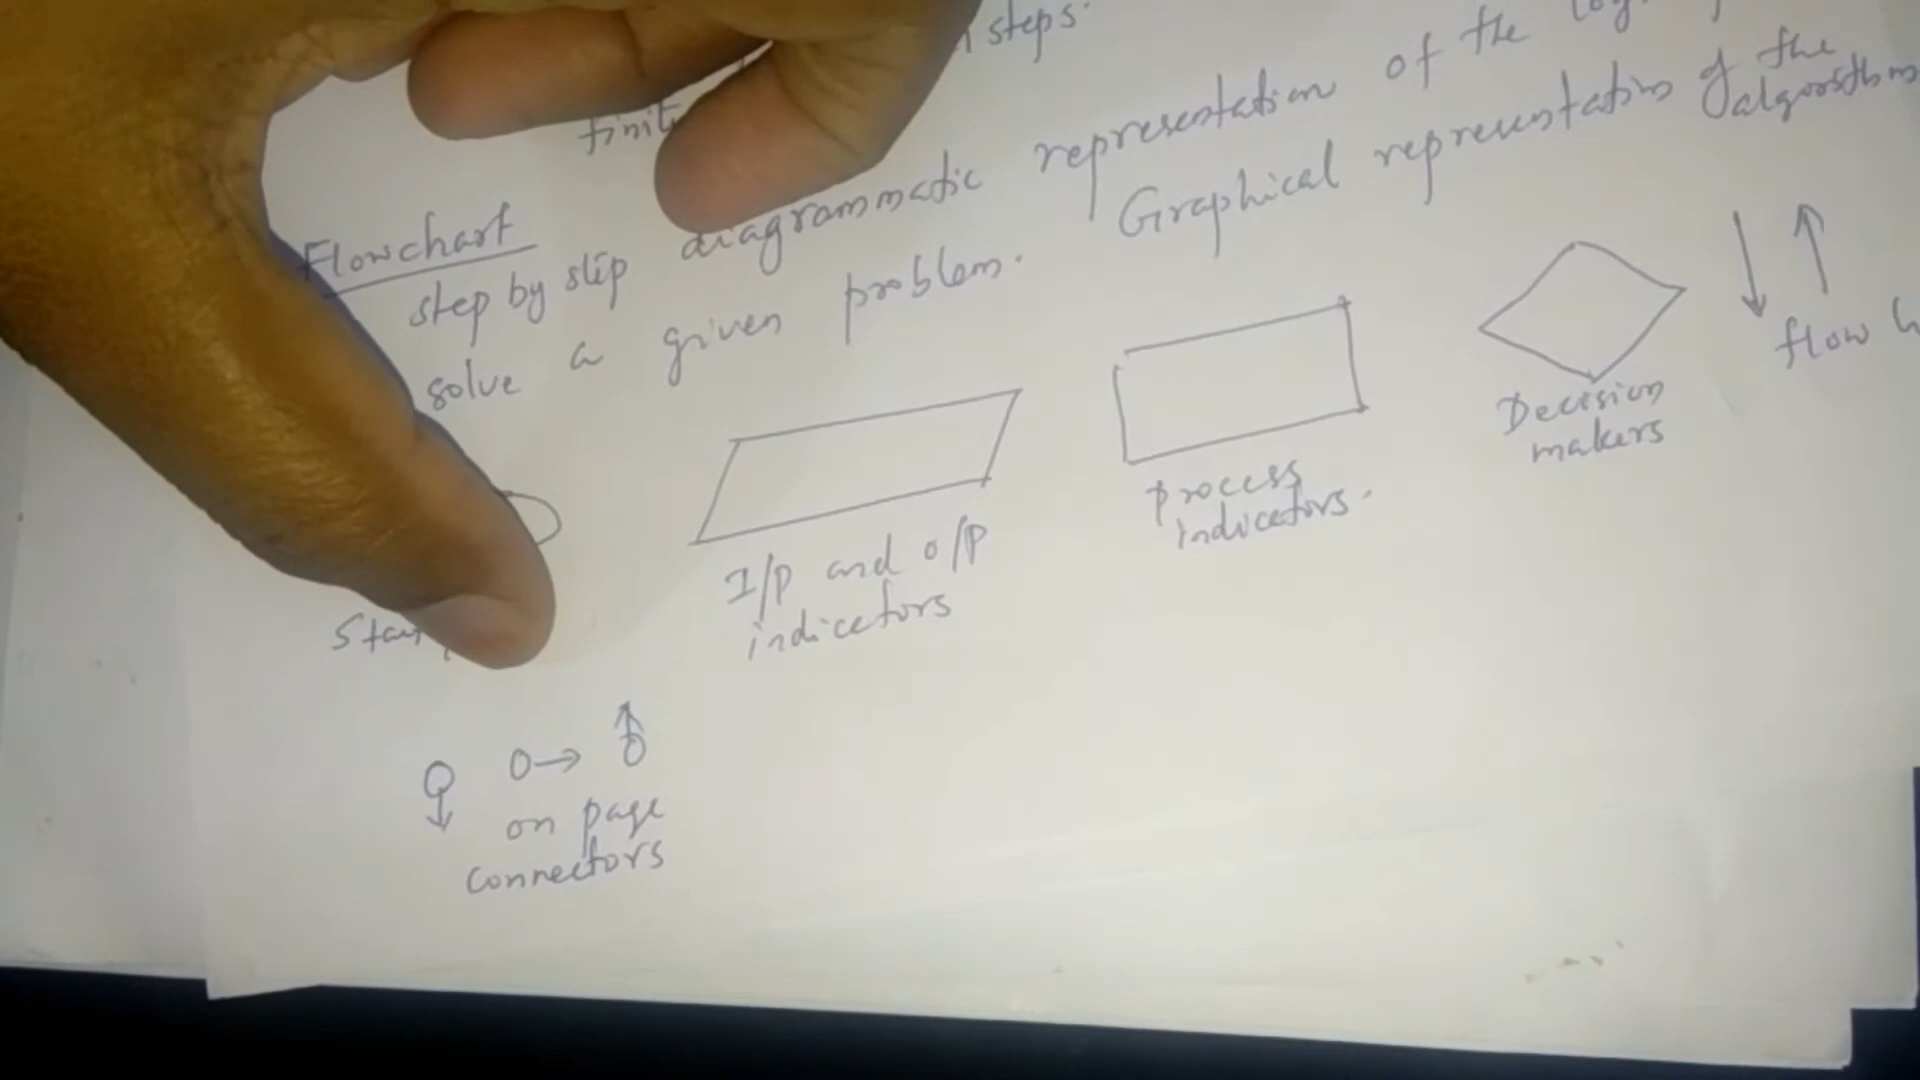 steps.
Flowchart
step by step diagrammatic representation of the
solve a given problem. Graphical representation of the
algorithm
I/P and O/P
indicators
Process
indicators.
Decision
makers
flow
on page
connectors